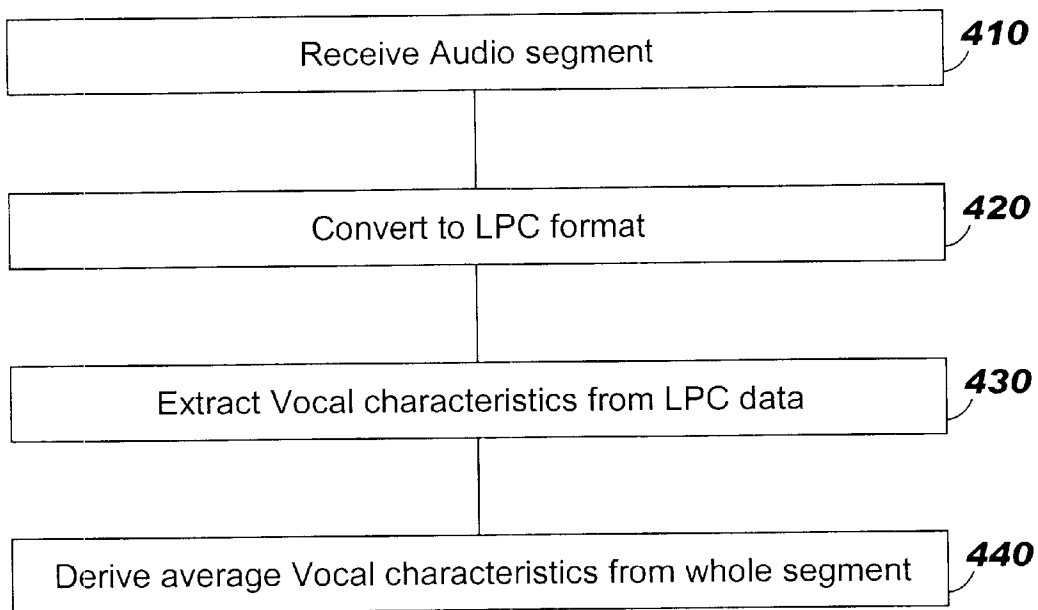 Receive Audio segment
410
Convert to LPC format
420
Extract Vocal characteristics from LPC data
430
Derive average Vocal characteristics from whole segment
440